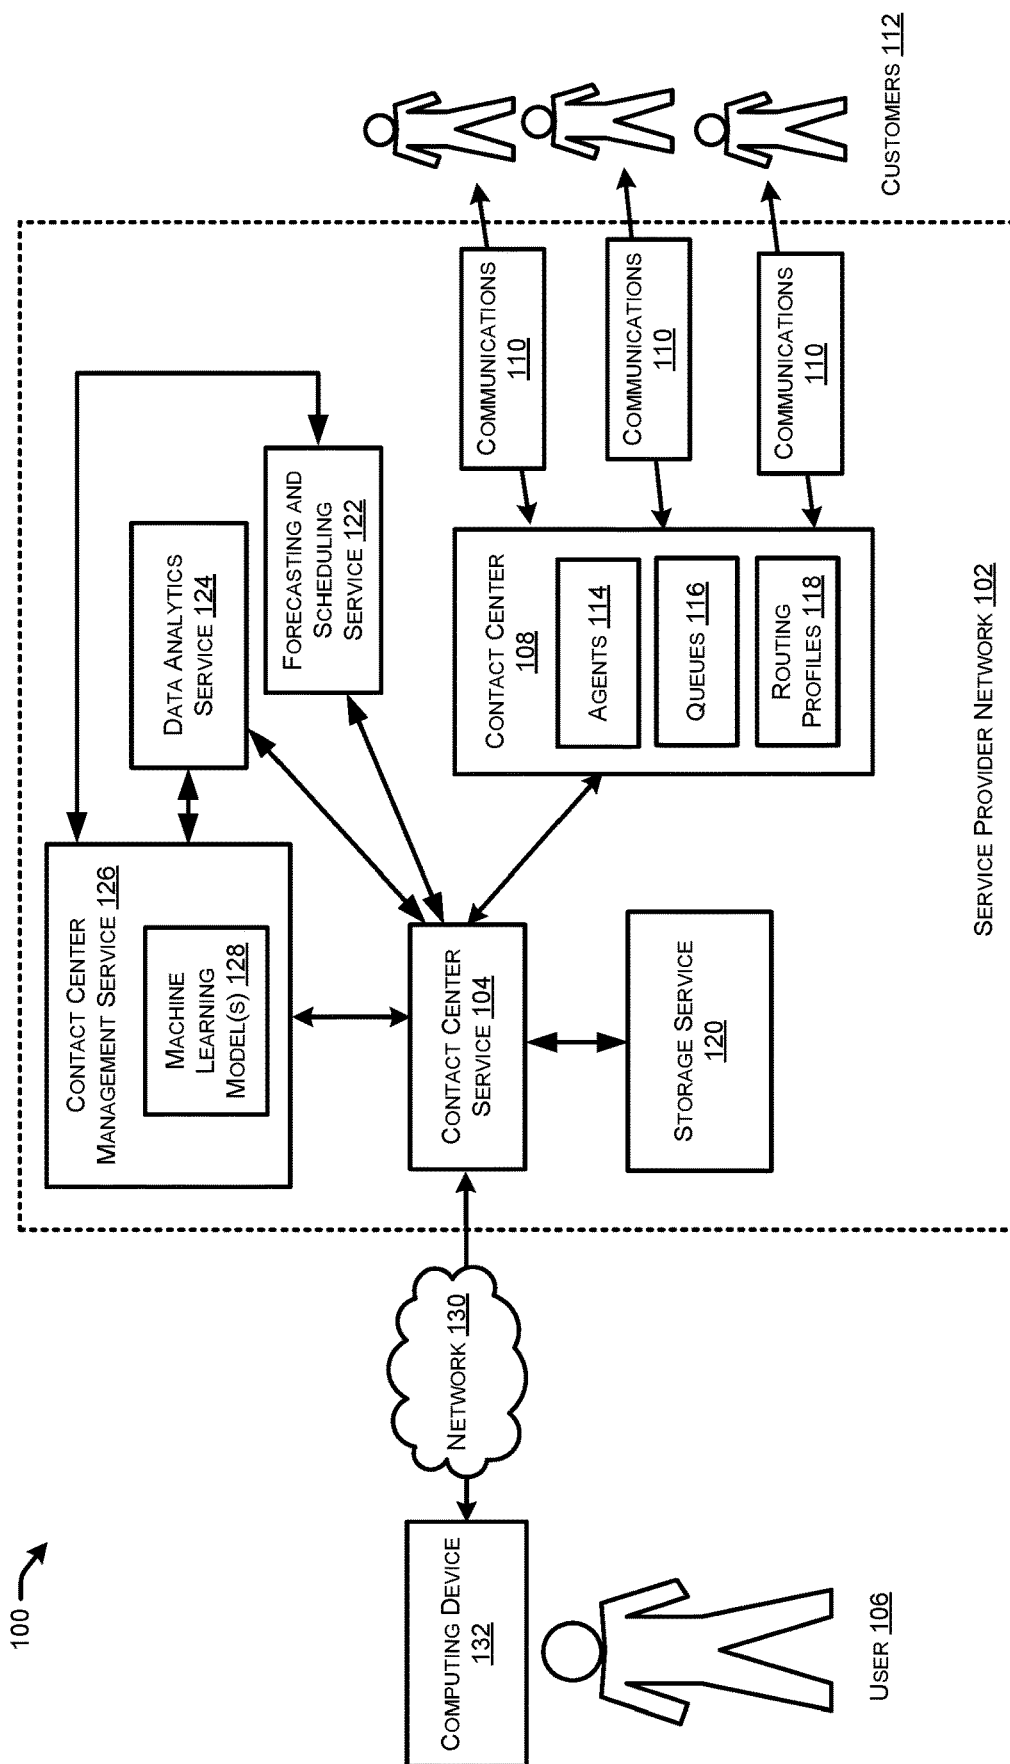 100
CONTACT CENTER
MANAGEMENT SERVICE 126
MACHINE
LEARNING
MODEL(S) 128
DATA ANALYTICS
SERVICE 124
FORECASTING AND
SCHEDULING
SERVICE 122
COMPUTING DEVICE
132
NETWORK 130
CONTACT CENTER
SERVICE 104
CONTACT CENTER
108
AGENTS 114
QUEUES 116
ROUTING
PROFILES 118
COMMUNICATIONS
110
COMMUNICATIONS
110
COMMUNICATIONS
110
STORAGE SERVICE
120
USER 106
CUSTOMERS 112
SERVICE PROVIDER NETWORK 102